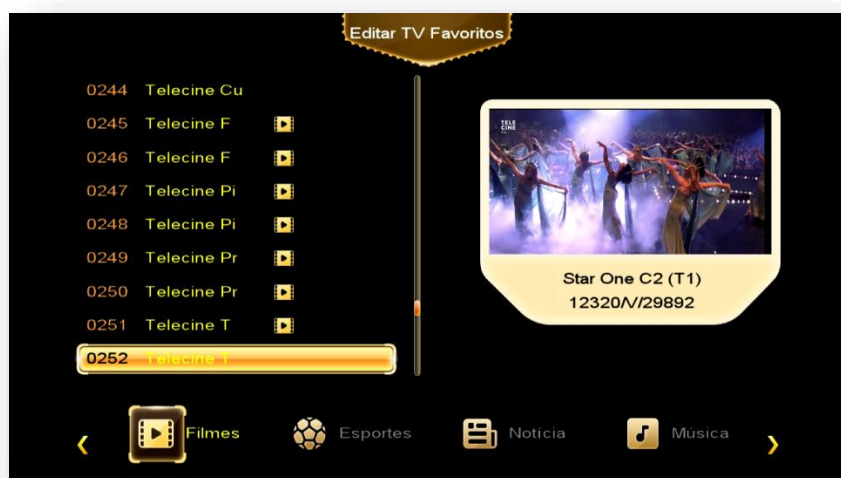 Editar TV Favoritos
0244 Telecine Cu
0245 Telecine F
0246 Telecine F
0247 Telecine Pi
0248 Telecine Pi
0249 Telecine Pr
0250 Telecine Pr
0251 Telecine T
0252 Telecine T
TELE
CINE
Star One C2 (T1)
12320/V/29892
Filmes
Esportes
Noticia
Música